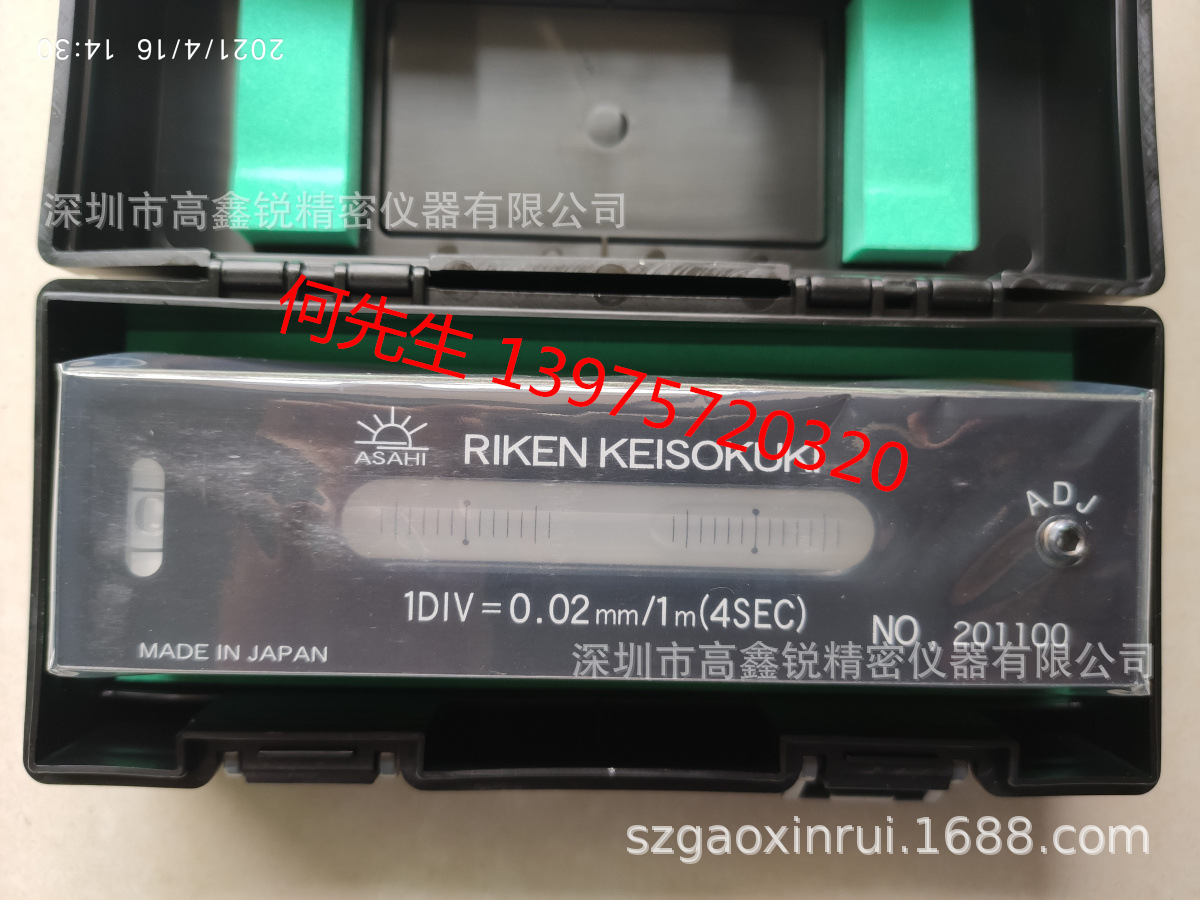 2021/4/16 14:30
深圳市高鑫锐精密仪器有限公司
何先生 13975720320
ASAHI
RIKEN KEISOKUKI
ADJ
1DIV=0.02mm/1m(4SEC)
NO. 201100
MADE IN JAPAN
深圳市高鑫锐精密仪器有限公司
szgaoxinrui.1688.com